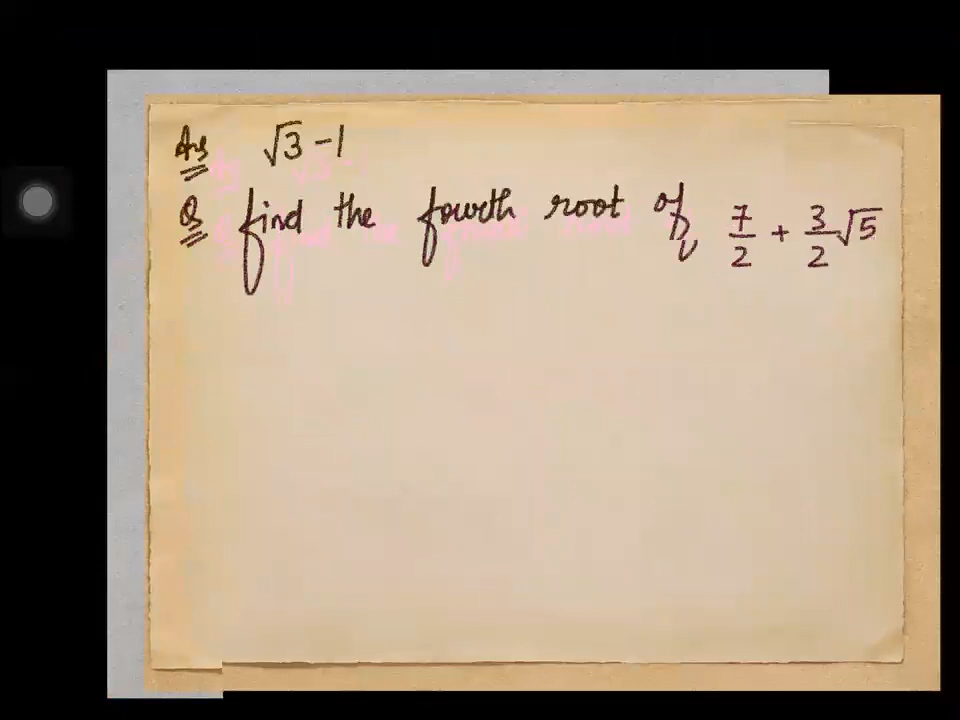 Ans √3 - 1
Q find the fourth root of 7/2 + 3/2 √5